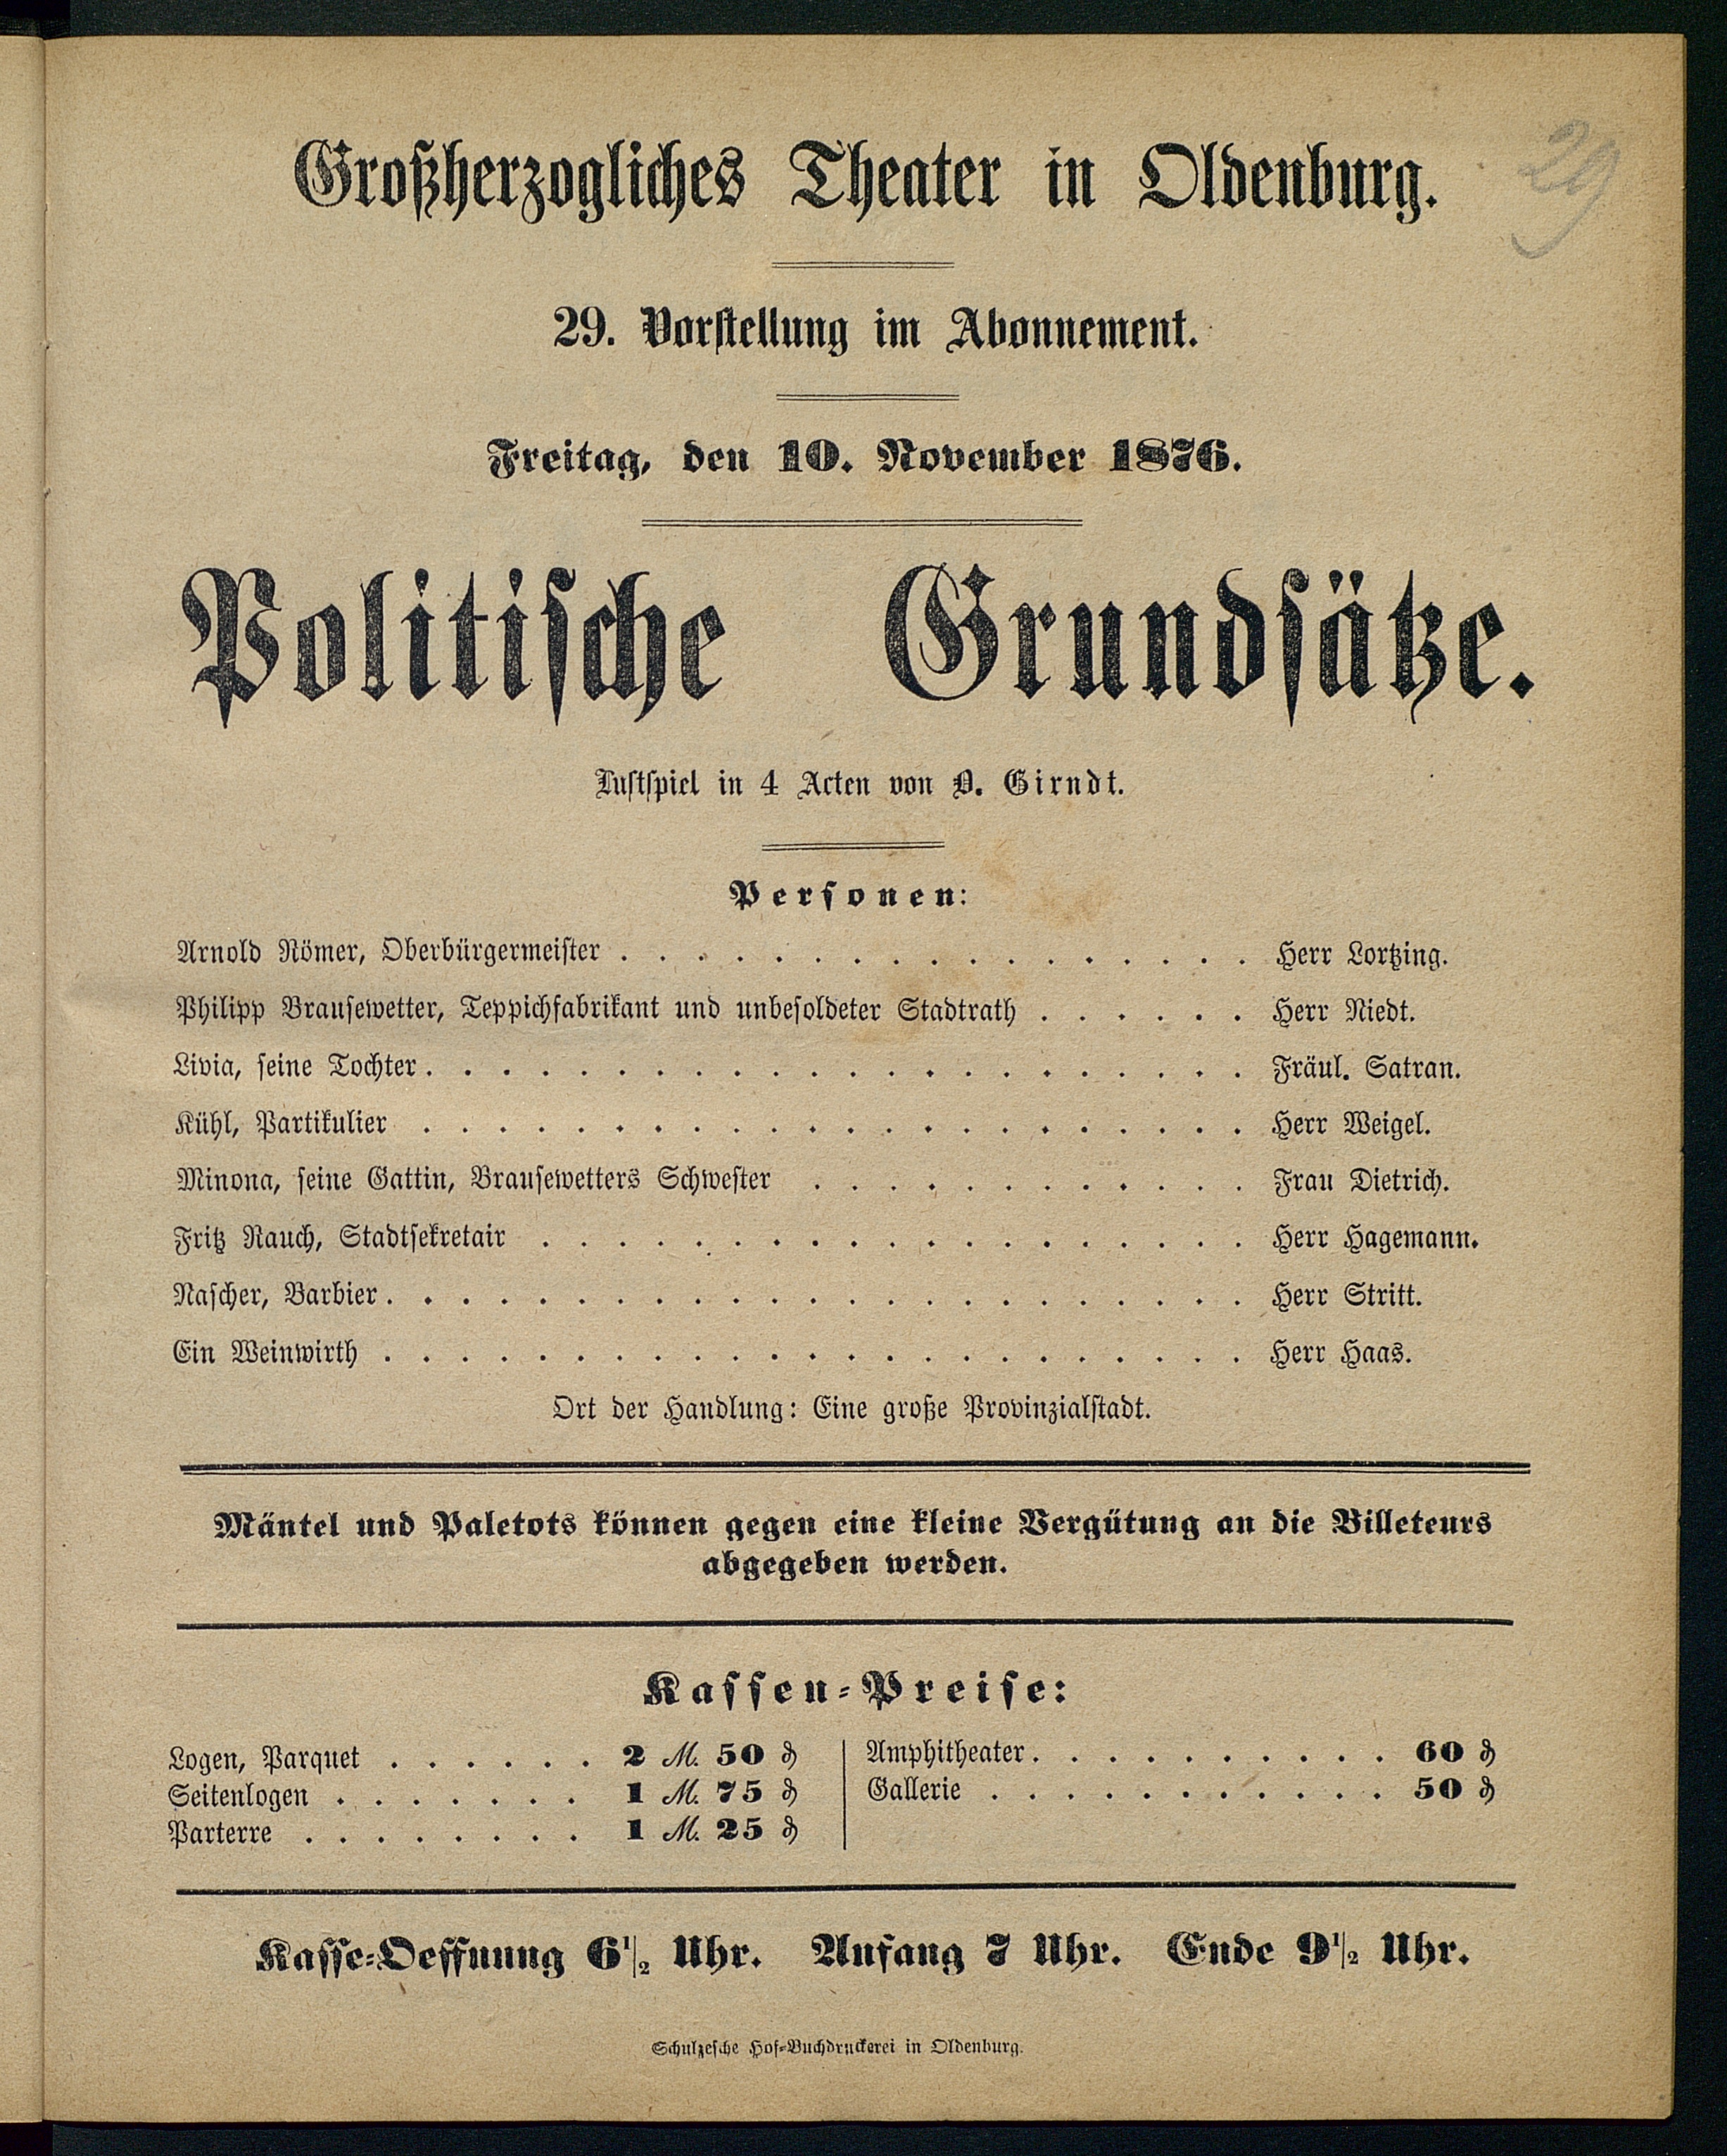 29
Großherzogliches Theater in Oldenburg.
29. Vorstellung im Abonnement.
Freitag, den 10. November 1876.
Politische Grundsätze.
Lustspiel in 4 Acten von O. Girndt.
Personen:
Arnold Römer, Oberbürgermeister . . . . . . . . . . . . . . . . . Herr Lortzing.
Philipp Brausewetter, Teppichfabrikant und unbesoldeter Stadtrath . . . . . . Herr Niedt.
Livia, seine Tochter . . . . . . . . . . . . . . . . . . . . . . Fräul. Satran.
Kühl, Partikulier . . . . . . . . . . . . . . . . . . . . . . Herr Weigel.
Minona, seine Gattin, Brausewetters Schwester . . . . . . . . . . . . Frau Dietrich.
Fritz Rauch, Stadtsekretair . . . . . . . . . . . . . . . . . . . Herr Hagemann.
Nascher, Barbier . . . . . . . . . . . . . . . . . . . . . . . Herr Stritt.
Ein Weinwirth . . . . . . . . . . . . . . . . . . . . . . . Herr Haas.
Ort der Handlung: Eine große Provinzialstadt.
Mäntel und Paletots können gegen eine kleine Vergütung an die Billeteurs
abgegeben werden.
Kassen-Preise:
Logen, Parquet . . . . . . 2 M. 50 ₰
Seitenlogen . . . . . . . 1 M. 75 ₰
Parterre . . . . . . . . 1 M. 25 ₰
Amphitheater . . . . . . . . . . 60 ₰
Gallerie . . . . . . . . . . . 50 ₰
Kasse-Oeffnung 6 1/2 Uhr. Anfang 7 Uhr. Ende 9 1/2 Uhr.
Schulzesche Hof-Buchdruckerei in Oldenburg.